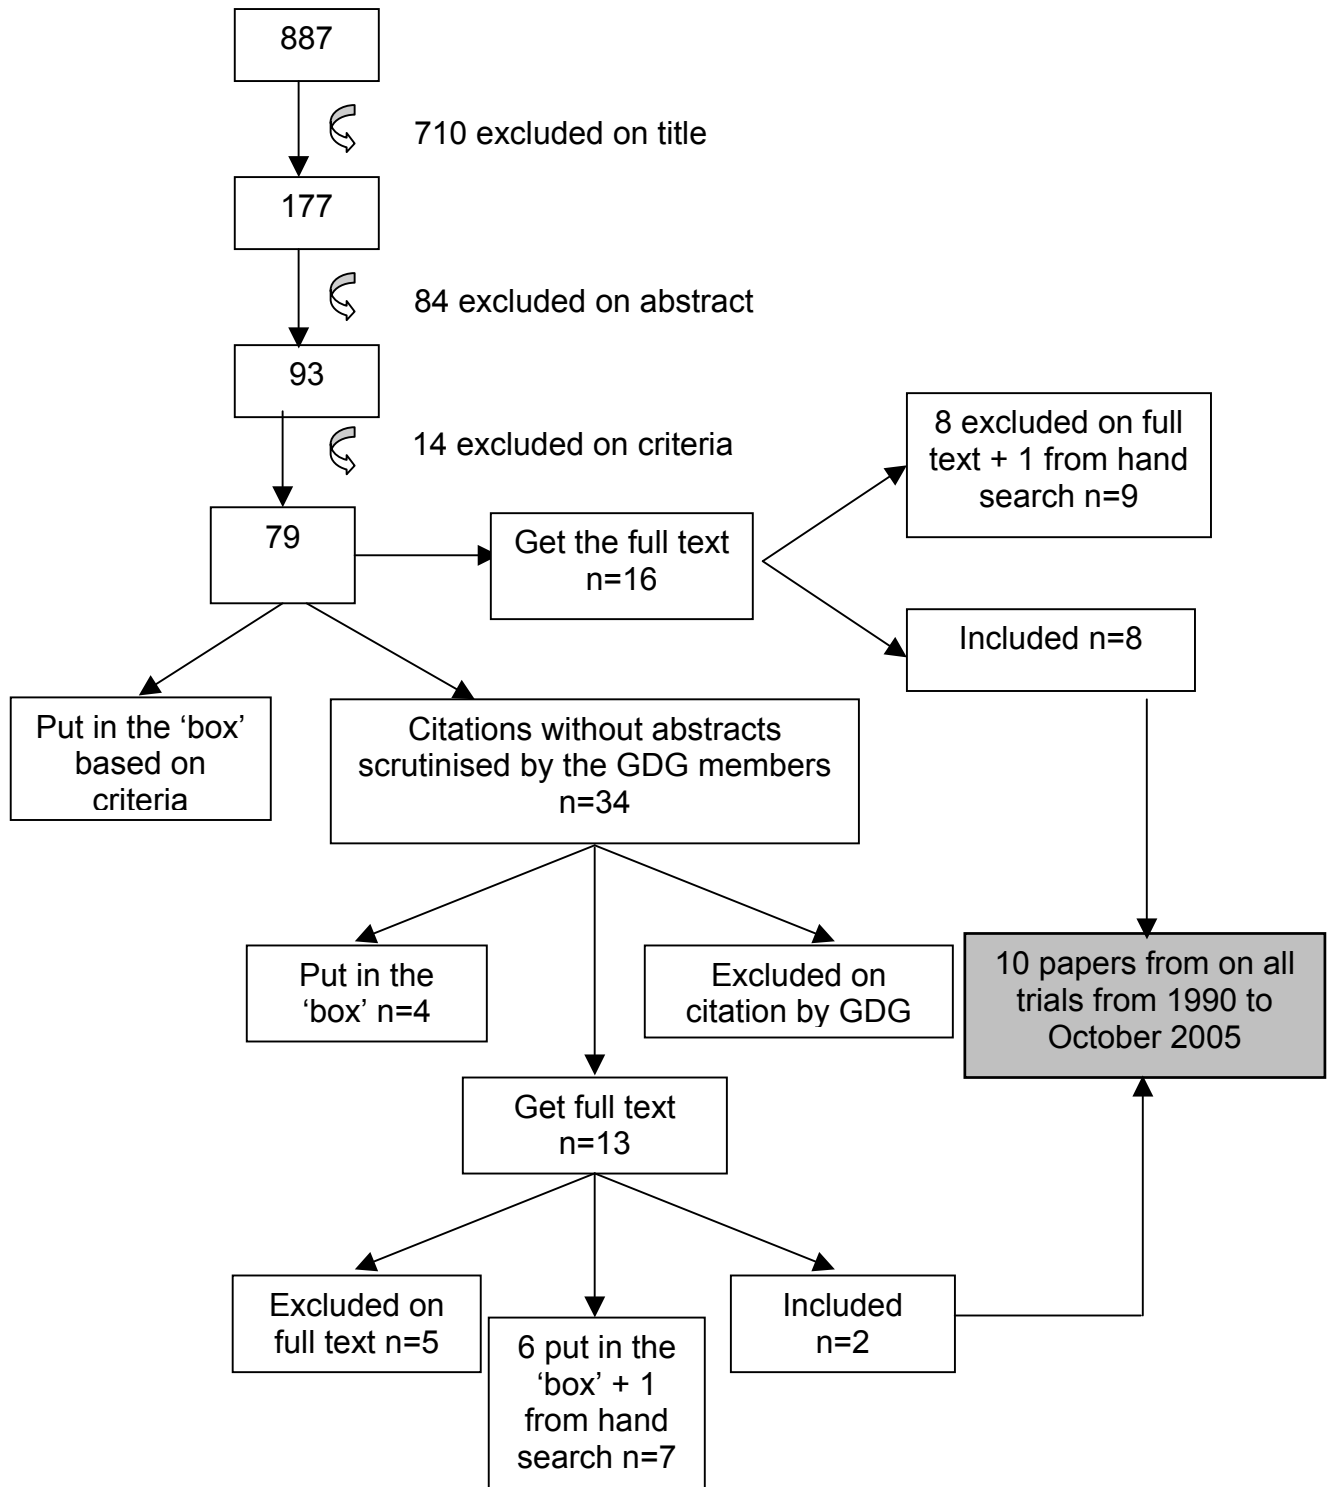 887
710 excluded on title
177
84 excluded on abstract
93
14 excluded on criteria
8 excluded on full
text + 1 from hand
search n=9
79
Get the full text
n=16
Included n=8
Put in the ‘box’
based on
criteria
Citations without abstracts
scrutinised by the GDG members
n=34
Put in the
‘box’ n=4
Excluded on
citation by GDG
10 papers from on all
trials from 1990 to
October 2005
Get full text
n=13
Excluded on
full text n=5
6 put in the
‘box’ + 1
from hand
search n=7
Included
n=2